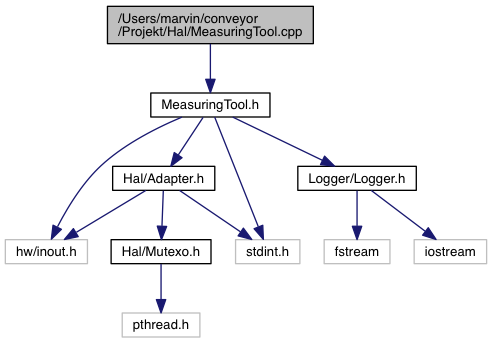 /Users/marvin/conveyor
/Projekt/Hal/MeasuringTool.cpp
MeasuringTool.h
Hal/Adapter.h
Logger/Logger.h
hw/inout.h
Hal/Mutexo.h
stdint.h
fstream
iostream
pthread.h